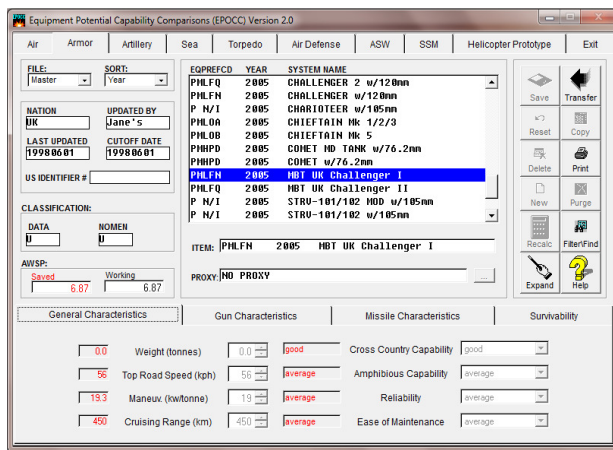 Equipment Potential Capability Comparisons (EPOCC) Version 2.0
Air Armor Artillery Sea Torpedo Air Defense ASW SSM Helicopter Prototype Exit
FILE: SORT:
Master Year
NATION UPDATED BY
UK Jane's
LAST UPDATED CUTOFF DATE
19980601 19980601
US IDENTIFIER #
CLASSIFICATION:
DATA NOMEN
U U
AWSP:
Saved Working
6.87 6.87
EQPREFCD YEAR SYSTEM NAME
PMLFQ 2005 CHALLENGER 2 w/120mm
PMLFN 2005 CHALLENGER w/120mm
P N/I 2005 CHARIOTEER w/105mm
PMLOA 2005 CHIEFTAIN Mk 1/2/3
PMLOB 2005 CHIEFTAIN Mk 5
PMHPD 2005 COMET MD TANK w/76.2mm
PMHPD 2005 COMET w/76.2mm
PMLFN 2005 MBT UK Challenger I
PMLFQ 2005 MBT UK Challenger II
P N/I 2005 STRU-101/102 MOD w/105mm
P N/I 2005 STRU-101/102 w/105mm
ITEM: PMLFN 2005 MBT UK Challenger I
PROXY: NO PROXY ...
Save Transfer
Reset Copy
Delete Print
New Purge
Recalc Filter\Find
Expand Help
General Characteristics Gun Characteristics Missile Characteristics Survivability
0.0 Weight (tonnes) 0.0 good Cross Country Capability good
56 Top Road Speed (kph) 56 average Amphibious Capability average
19.3 Maneuv. (kw/tonne) 19 average Reliability average
450 Cruising Range (km) 450 average Ease of Maintenance average